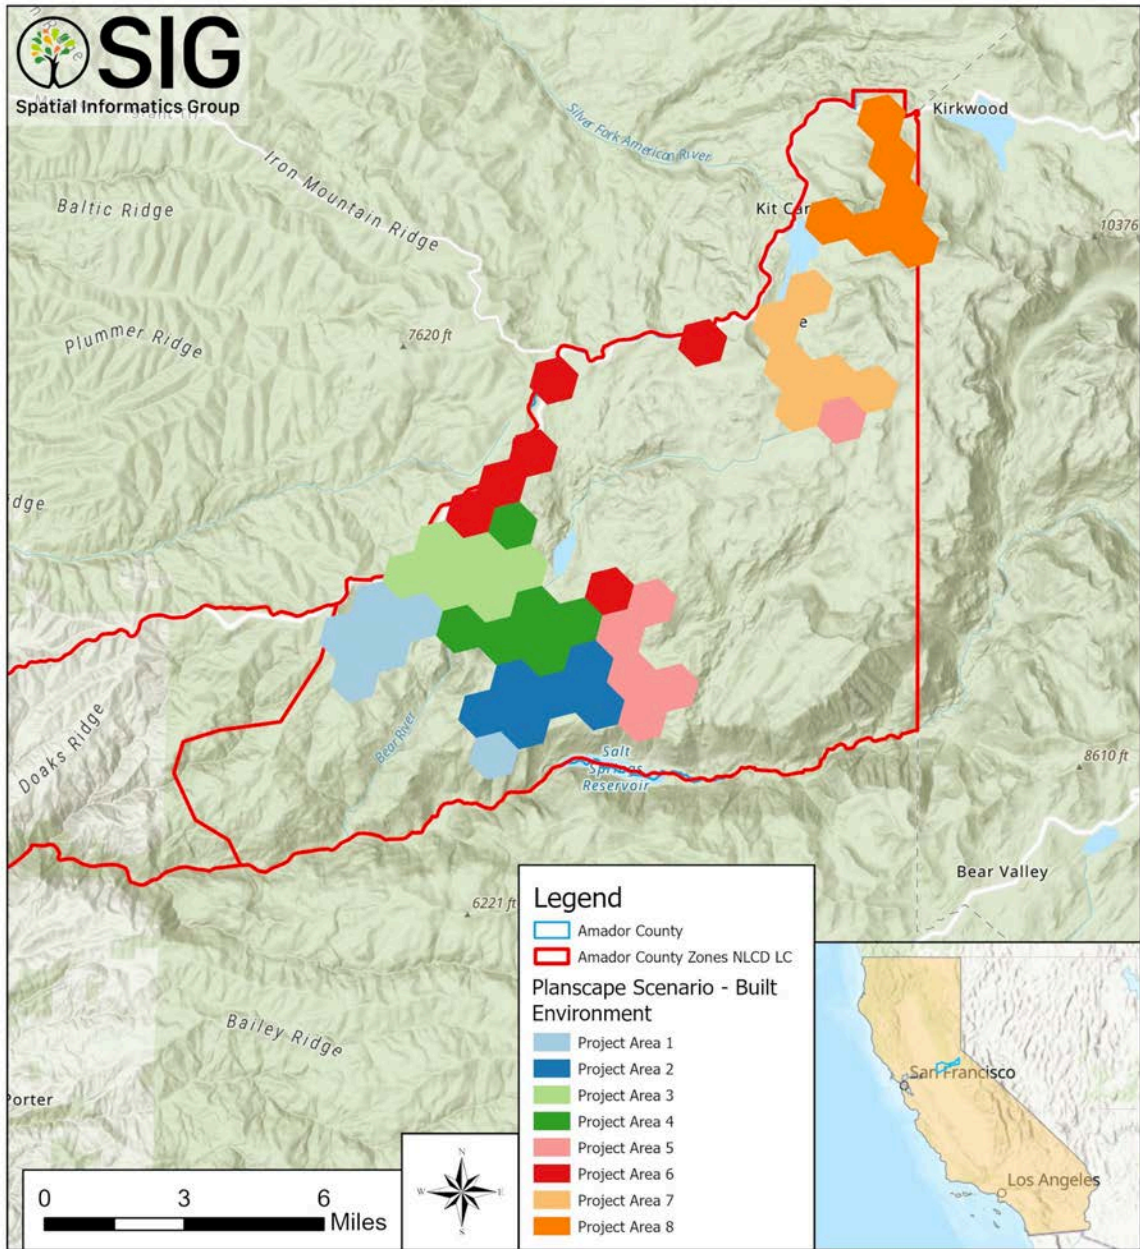 SIG
Spatial Informatics Group
Kirkwood
Silver Fork American River
Iron Mountain Ridge
Baltic Ridge
Kit Car
10376
Plummer Ridge
7620 ft
e
idge
Doaks Ridge
Bear River
Salt
Springs
Reservoir
8610 ft
Bear Valley
6221 ft
Bailey Ridge
Porter
Legend
Amador County
Amador County Zones NLCD LC
Planscape Scenario - Built
Environment
Project Area 1
Project Area 2
Project Area 3
Project Area 4
Project Area 5
Project Area 6
Project Area 7
Project Area 8
N
W E
S
0 3 6
Miles
San Francisco
Los Angeles